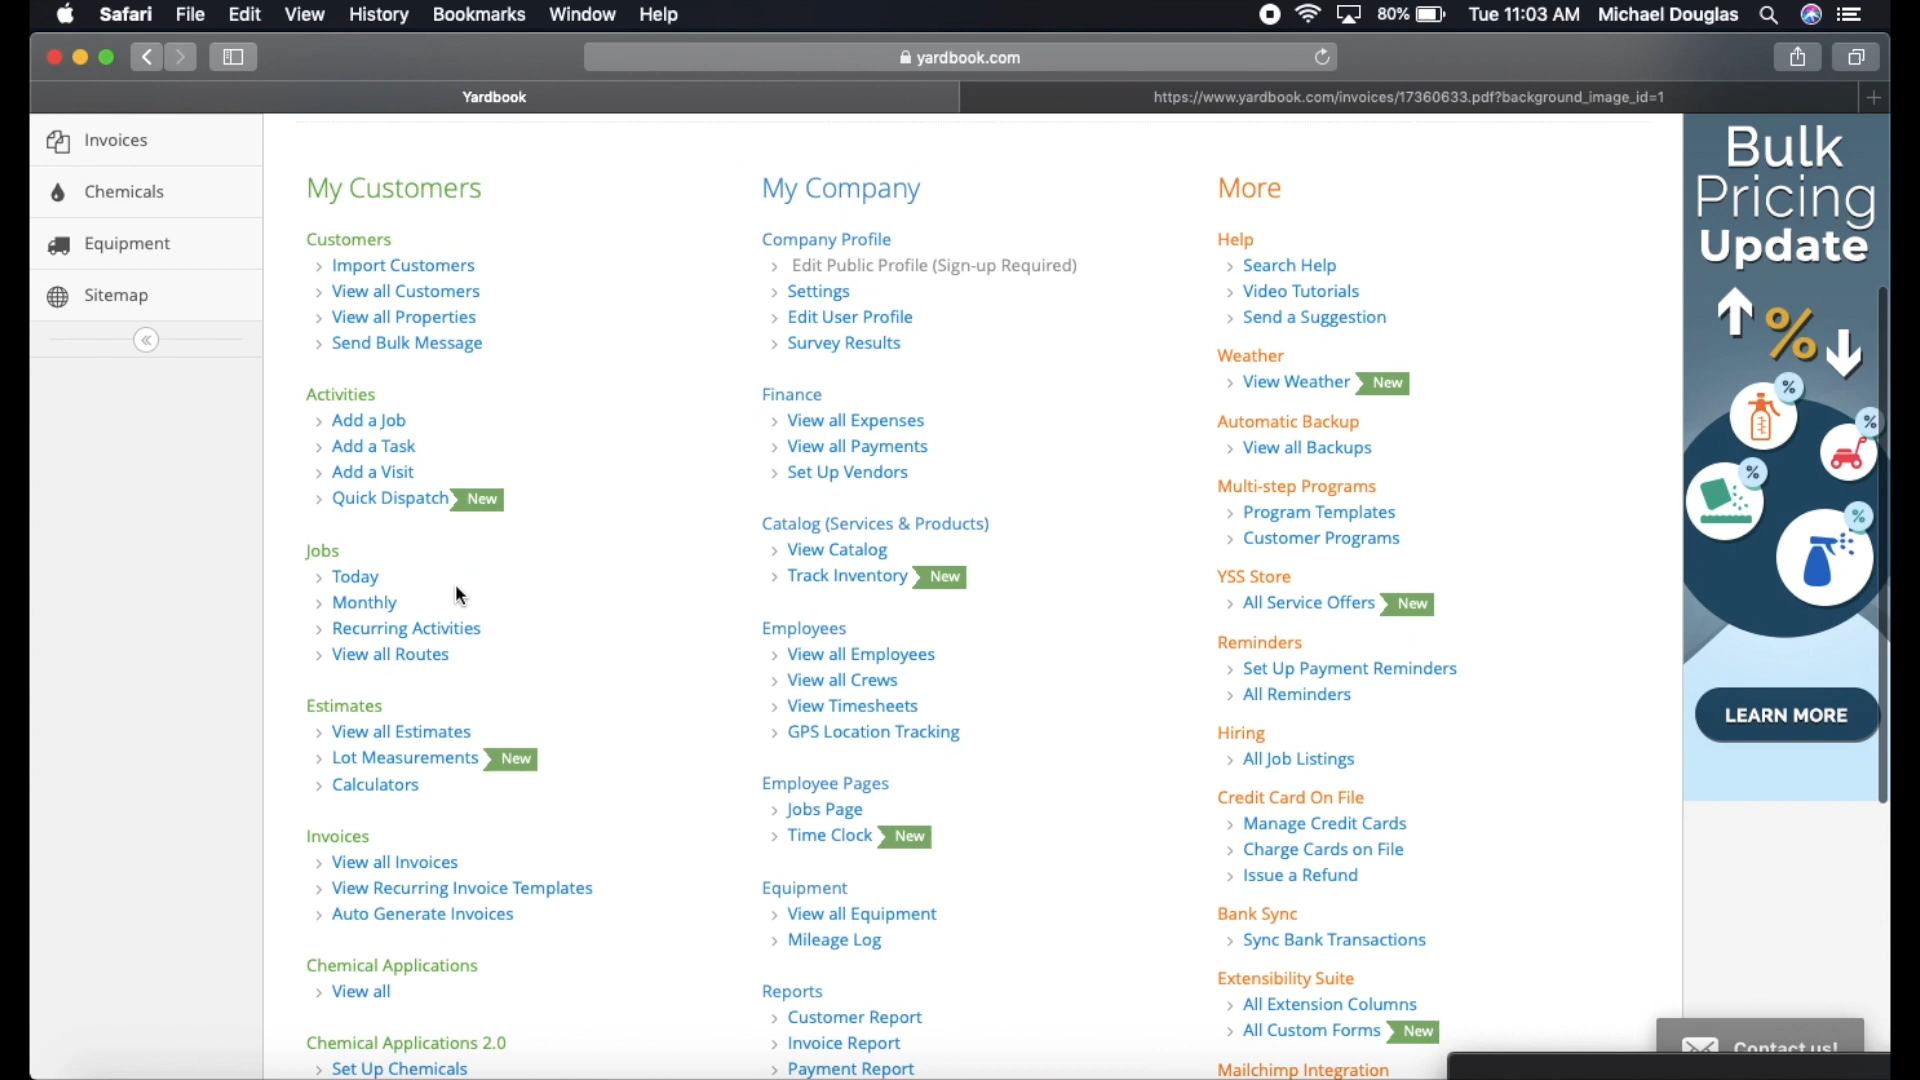 Safari File Edit View History Bookmarks Window Help 80% Tue 11:03 AM Michael Douglas
yardbook.com
Yardbook
https://www.yardbook.com/invoices/17360633.pdf?background_image_id=1
Invoices
Chemicals
Equipment
Sitemap
My Customers
Customers
Import Customers
View all Customers
View all Properties
Send Bulk Message
Activities
Add a Job
Add a Task
Add a Visit
Quick Dispatch New
Jobs
Today
Monthly
Recurring Activities
View all Routes
Estimates
View all Estimates
Lot Measurements New
Calculators
Invoices
View all Invoices
View Recurring Invoice Templates
Auto Generate Invoices
Chemical Applications
View all
Chemical Applications 2.0
Set Up Chemicals
My Company
Company Profile
Edit Public Profile (Sign-up Required)
Settings
Edit User Profile
Survey Results
Finance
View all Expenses
View all Payments
Set Up Vendors
Catalog (Services & Products)
View Catalog
Track Inventory New
Employees
View all Employees
View all Crews
View Timesheets
GPS Location Tracking
Employee Pages
Jobs Page
Time Clock New
Equipment
View all Equipment
Mileage Log
Reports
Customer Report
Invoice Report
Payment Report
More
Help
Search Help
Video Tutorials
Send a Suggestion
Weather
View Weather New
Automatic Backup
View all Backups
Multi-step Programs
Program Templates
Customer Programs
YSS Store
All Service Offers New
Reminders
Set Up Payment Reminders
All Reminders
Hiring
All Job Listings
Credit Card On File
Manage Credit Cards
Charge Cards on File
Issue a Refund
Bank Sync
Sync Bank Transactions
Extensibility Suite
All Extension Columns
All Custom Forms New
Mailchimp Integration
Bulk
Pricing
Update
%
%
%
%
%
LEARN MORE
Contact us!